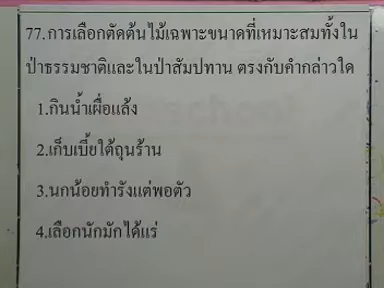 77.การเลือกตัดต้นไม้เฉพาะขนาดที่เหมาะสมทั้งใน
ป่าธรรมชาติและในป่าสัมปทาน ตรงกับคำกล่าวใด
1.กินน้ำเผื่อแล้ง
2.เก็บเบี้ยใต้ถุนร้าน
3.นกน้อยทำรังแต่พอตัว
4.เลือกนักมักได้แร่